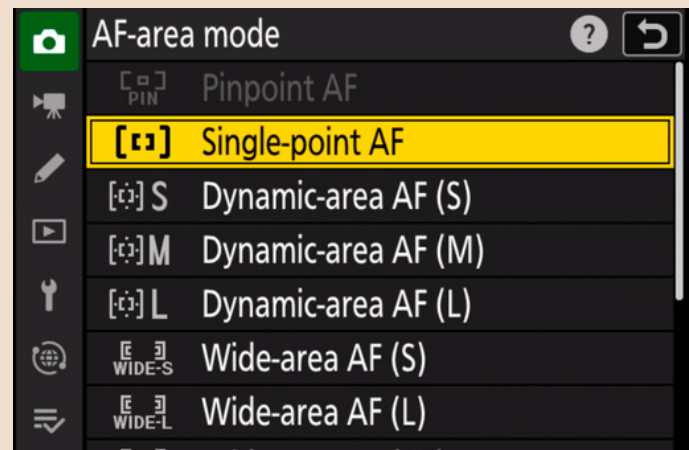 AF-area mode ?
PIN Pinpoint AF
Single-point AF
S Dynamic-area AF (S)
M Dynamic-area AF (M)
L Dynamic-area AF (L)
WIDE-S Wide-area AF (S)
WIDE-L Wide-area AF (L)